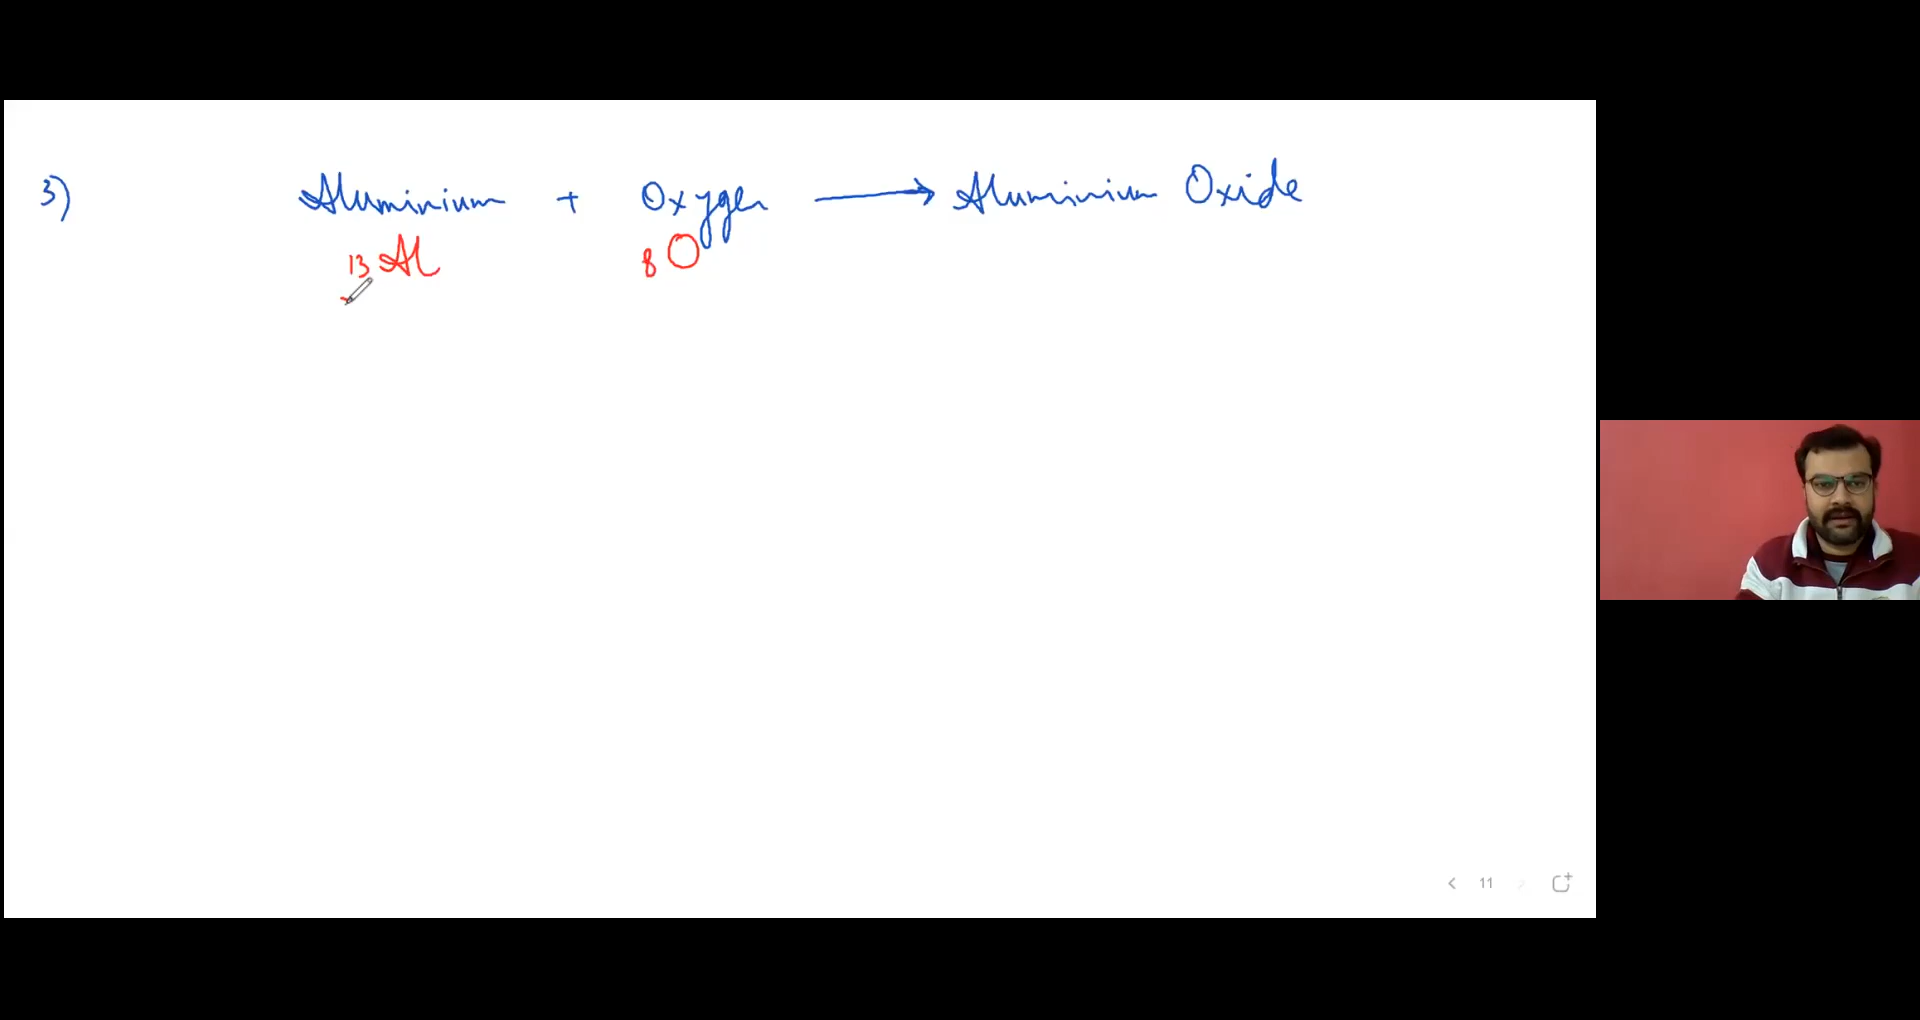 3) Aluminium + Oxygen → Aluminium Oxide
13Al 8O
< 11